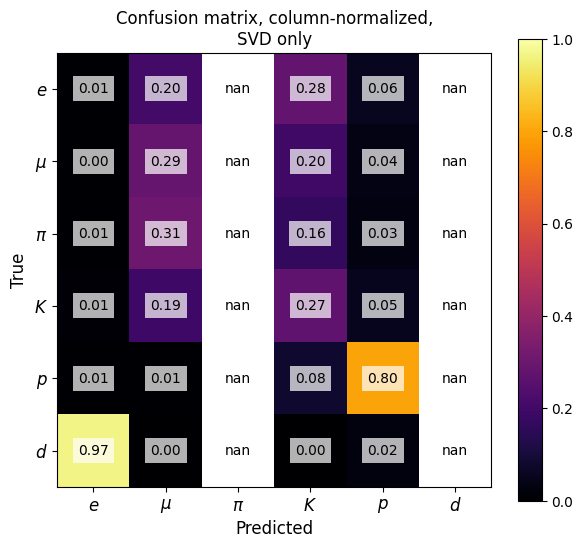 Confusion matrix, column-normalized,
SVD only
1.0
e 0.01 0.20 nan 0.28 0.06 nan
0.8
μ 0.00 0.29 nan 0.20 0.04 nan
0.6
π 0.01 0.31 nan 0.16 0.03 nan
True
0.4
K 0.01 0.19 nan 0.27 0.05 nan
0.2
p 0.01 0.01 nan 0.08 0.80 nan
d 0.97 0.00 nan 0.00 0.02 nan
0.0
e μ π K p d
Predicted